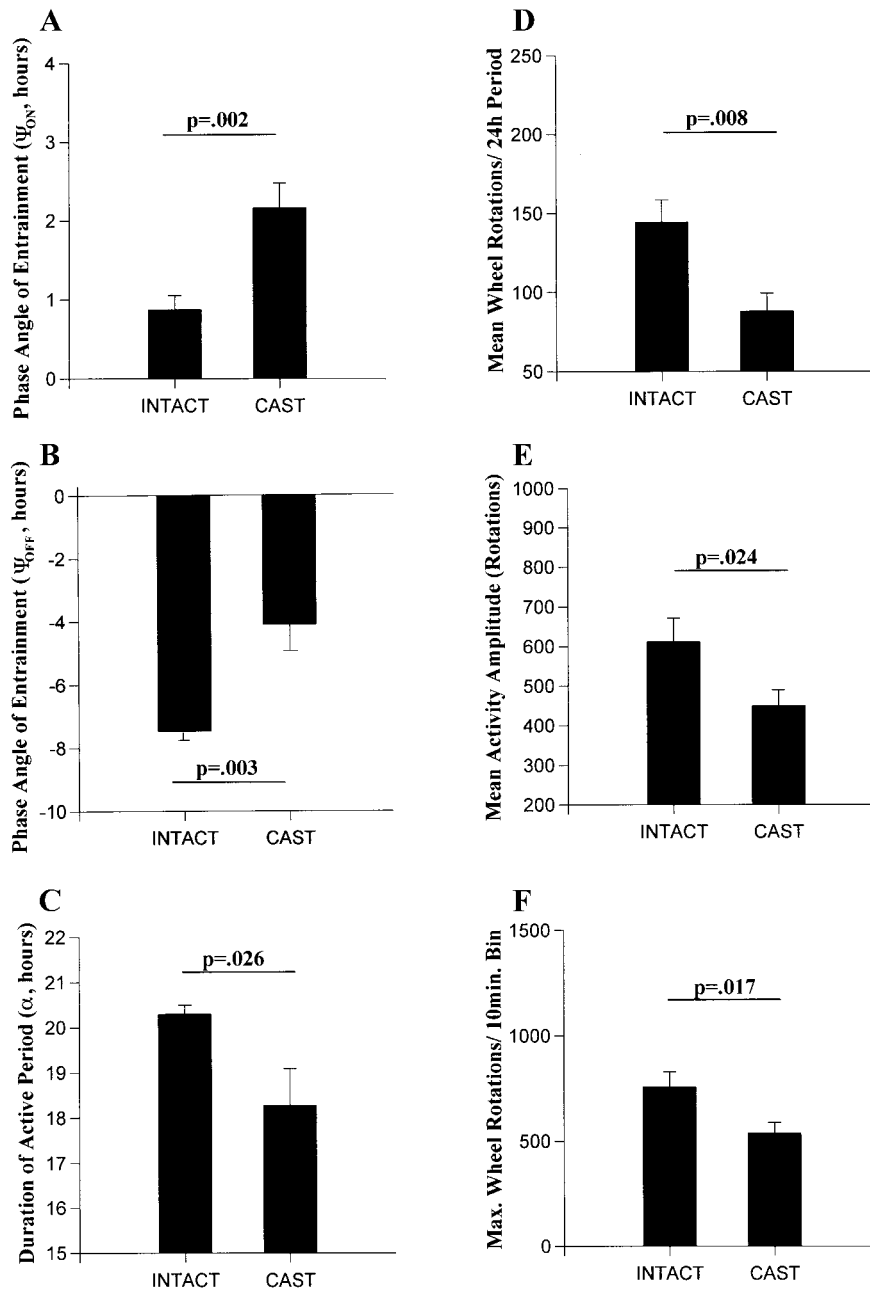 A
Phase Angle of Entrainment (Ψ_ON, hours)
4
3
2
1
0
p=.002
INTACT CAST
B
Phase Angle of Entrainment (Ψ_OFF, hours)
0
-2
-4
-6
-8
-10
p=.003
INTACT CAST
C
Duration of Active Period (α, hours)
22
21
20
19
18
17
16
15
p=.026
INTACT CAST
D
Mean Wheel Rotations/ 24h Period
250
200
150
100
50
p=.008
INTACT CAST
E
Mean Activity Amplitude (Rotations)
1000
900
800
700
600
500
400
300
200
p=.024
INTACT CAST
F
Max. Wheel Rotations/ 10min. Bin
1500
1000
500
0
p=.017
INTACT CAST